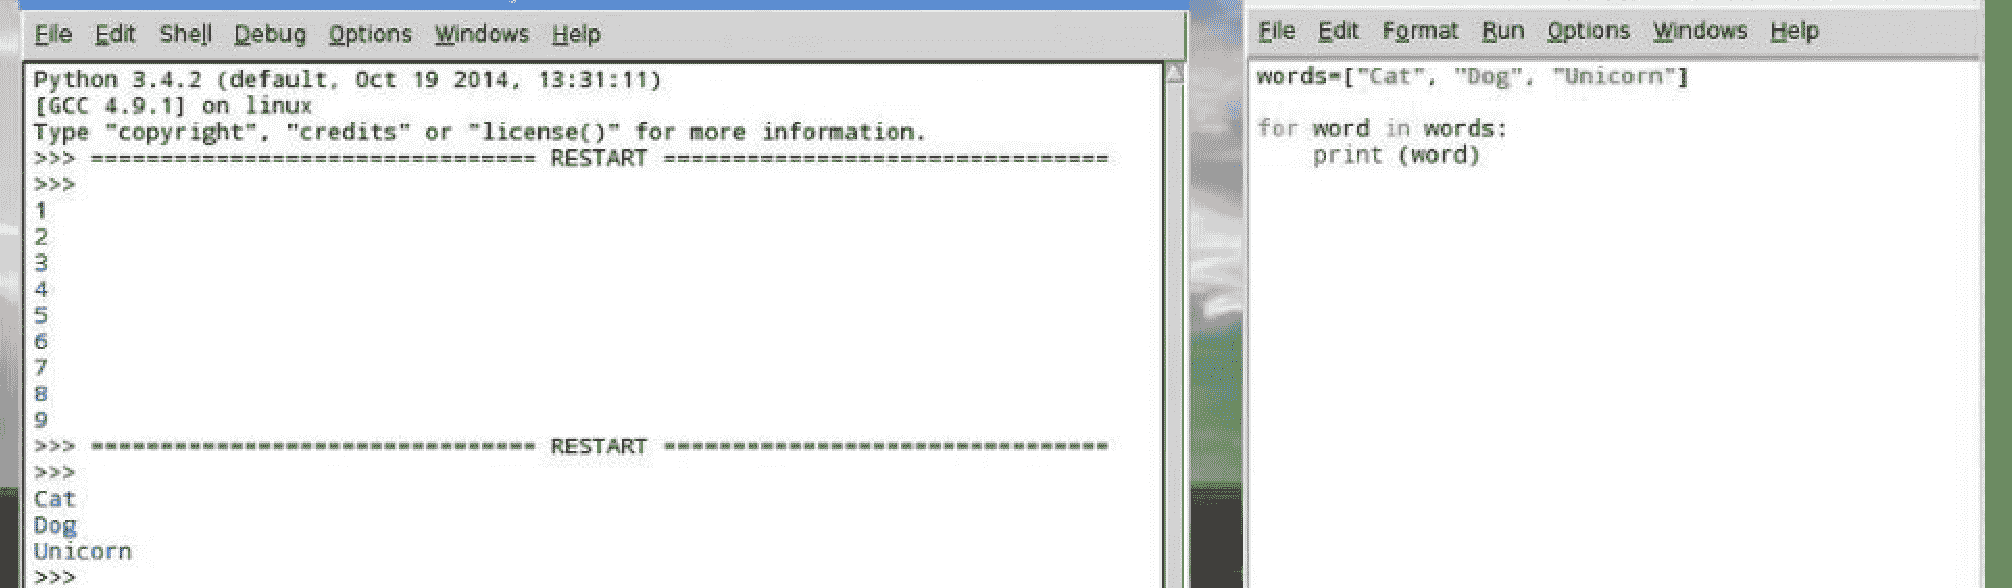 File Edit Shell Debug Options Windows Help
Python 3.4.2 (default, Oct 19 2014, 13:31:11)
[GCC 4.9.1] on linux
Type "copyright", "credits" or "license()" for more information.
>>> ================================ RESTART ================================
>>>
1
2
3
4
5
6
7
8
9
>>> ================================ RESTART ================================
>>>
Cat
Dog
Unicorn
>>>
File Edit Format Run Options Windows Help
words=["Cat", "Dog", "Unicorn"]
for word in words:
    print (word)